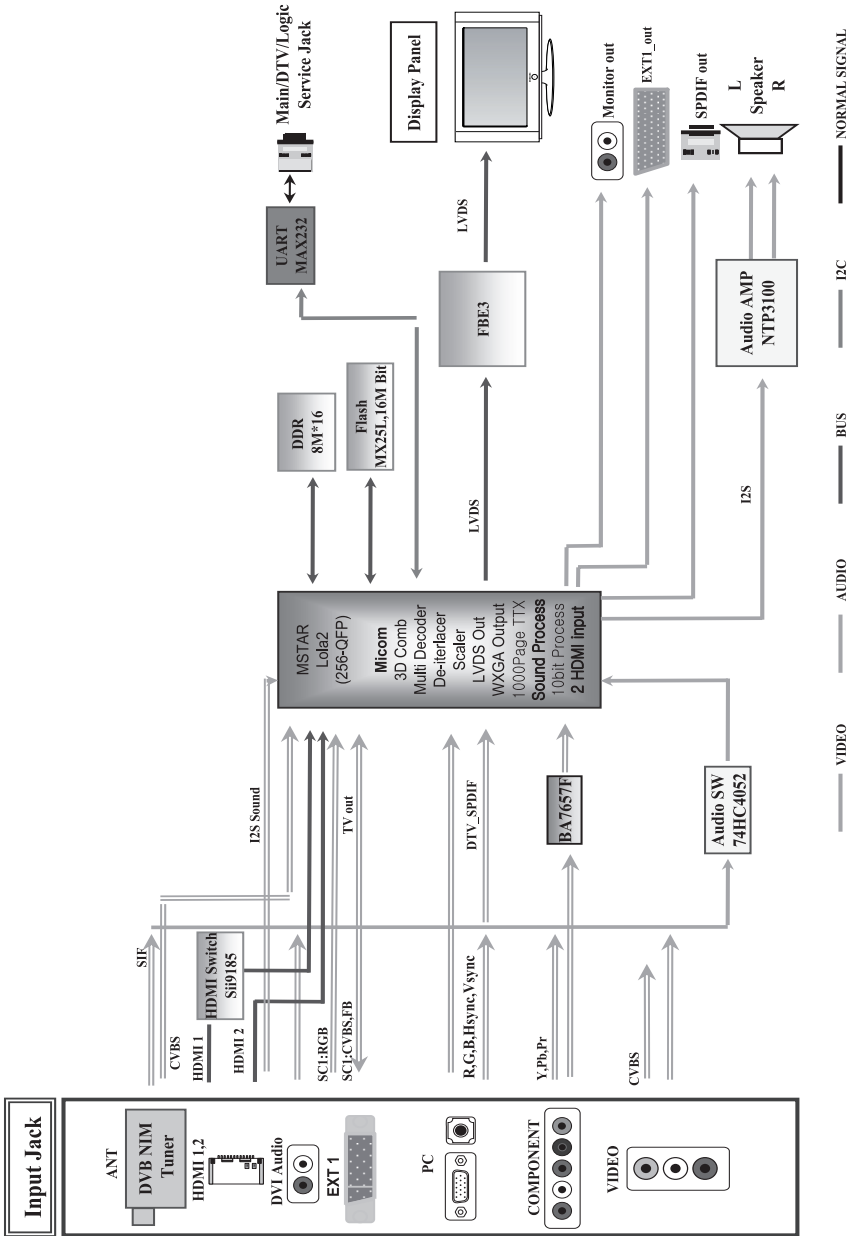 Input Jack
ANT
DVB NIM
Tuner
HDMI 1,2
DVI Audio
EXT 1
PC
COMPONENT
VIDEO
SIF
CVBS
HDMI 1
HDMI 2
HDMI Switch
Sii9185
SC1:RGB
SC1:CVBS,FB
R,G,B,Hsync,Vsync
Y,Pb,Pr
CVBS
I2S Sound
TV out
DTV_SPDIF
BA7657F
Audio SW
74HC4052
MSTAR
Lola2
(256-QFP)
Micom
3D Comb
Multi Decoder
De-iterlacer
Scaler
LVDS Out
WXGA Output
1000Page TTX
Sound Process
10bit Process
2 HDMI input
DDR
8M*16
Flash
MX25L,16M Bit
UART
MAX232
Main/DTV/Logic
Service Jack
LVDS
FBE3
LVDS
Display Panel
Monitor out
EXT1_out
SPDIF out
L
Speaker
R
I2S
Audio AMP
NTP3100
VIDEO
AUDIO
BUS
I2C
NORMAL SIGNAL